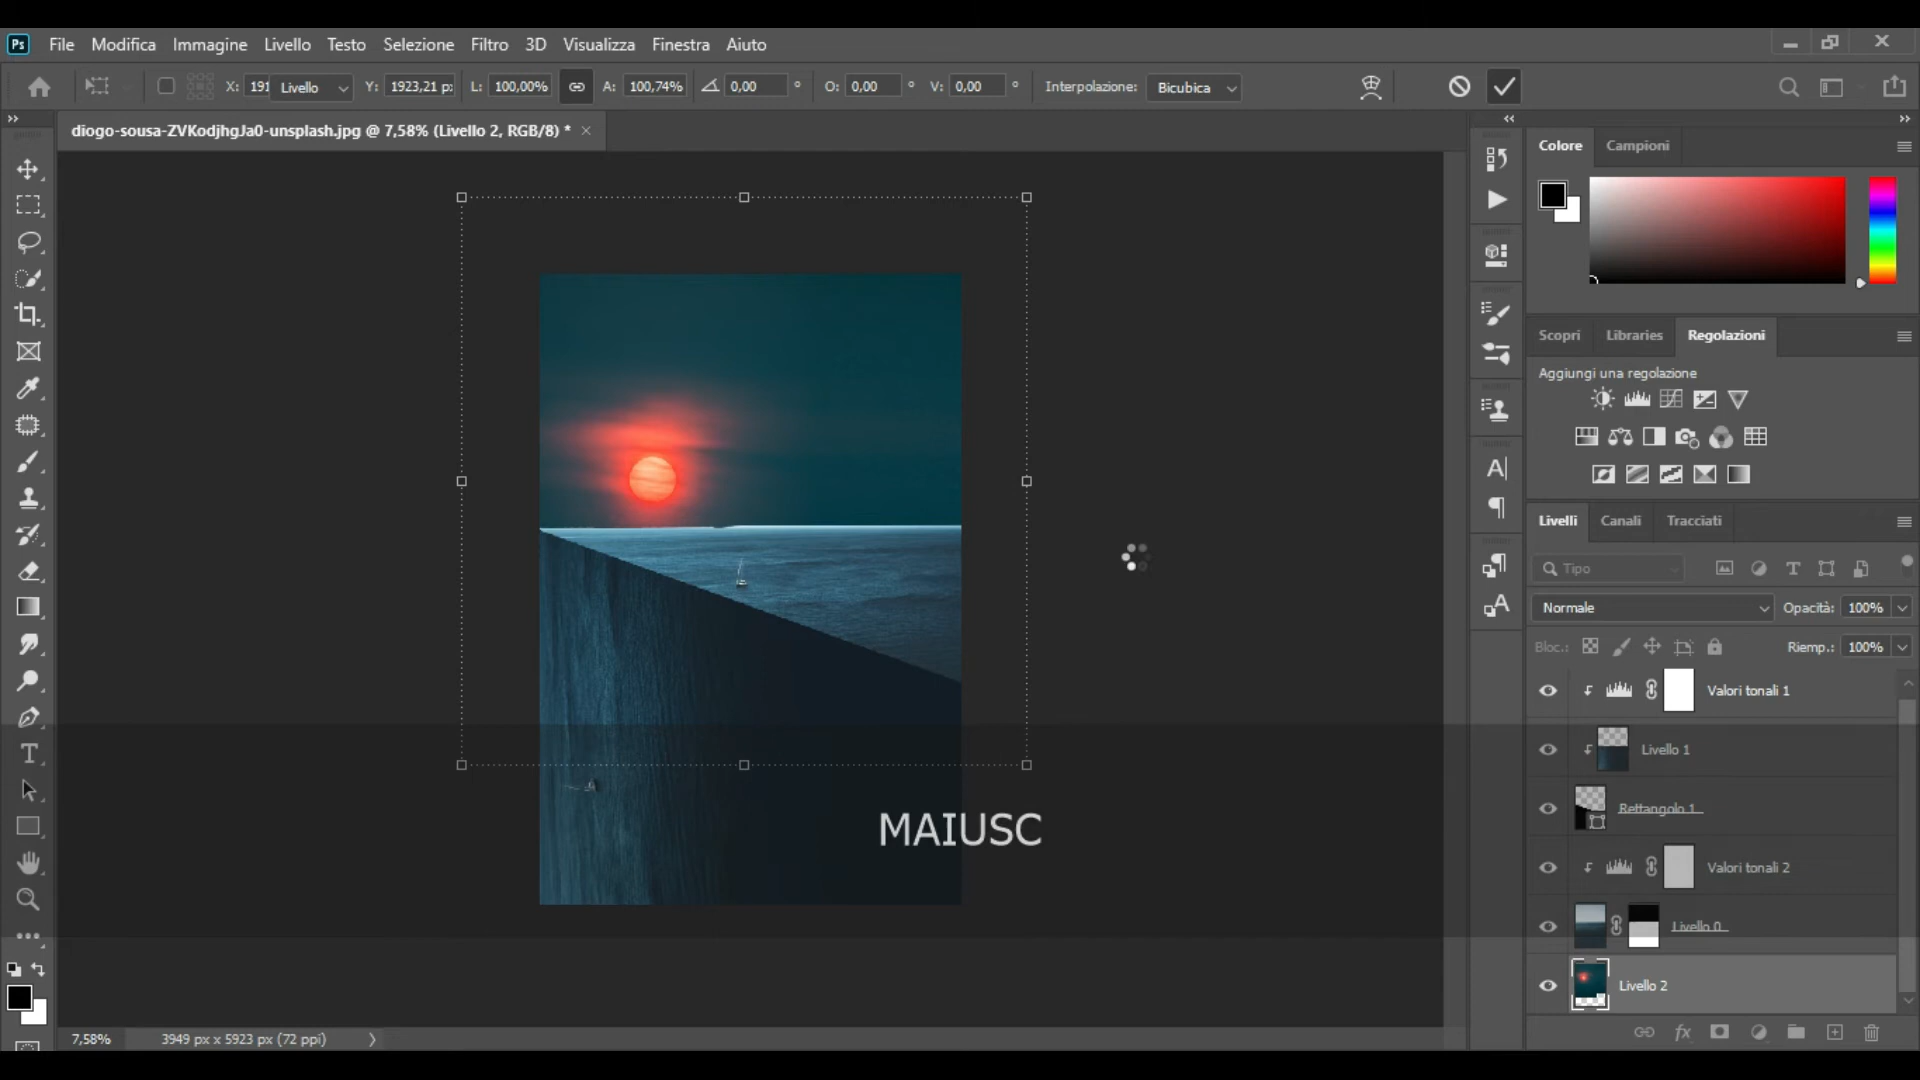 Ps File Modifica Immagine Livello Testo Selezione Filtro 3D Visualizza Finestra Aiuto
X: 191 Livello Y: 1923,21 p L: 100,00% A: 100,74% 0,00 ° O: 0,00 ° V: 0,00 ° Interpolazione: Bicubica
diogo-sousa-ZVKodjhgJa0-unsplash.jpg @ 7,58% (Livello 2, RGB/8) *
Colore Campioni
Scopri Libraries Regolazioni
Aggiungi una regolazione
Livelli Canali Tracciati
Tipo
Normale Opacità: 100%
Bloc.: Riemp.: 100%
Valori tonali 1
Livello 1
Rettangolo 1
MAIUSC
Valori tonali 2
Livello 0
Livello 2
7,58% 3949 px x 5923 px (72 ppi)